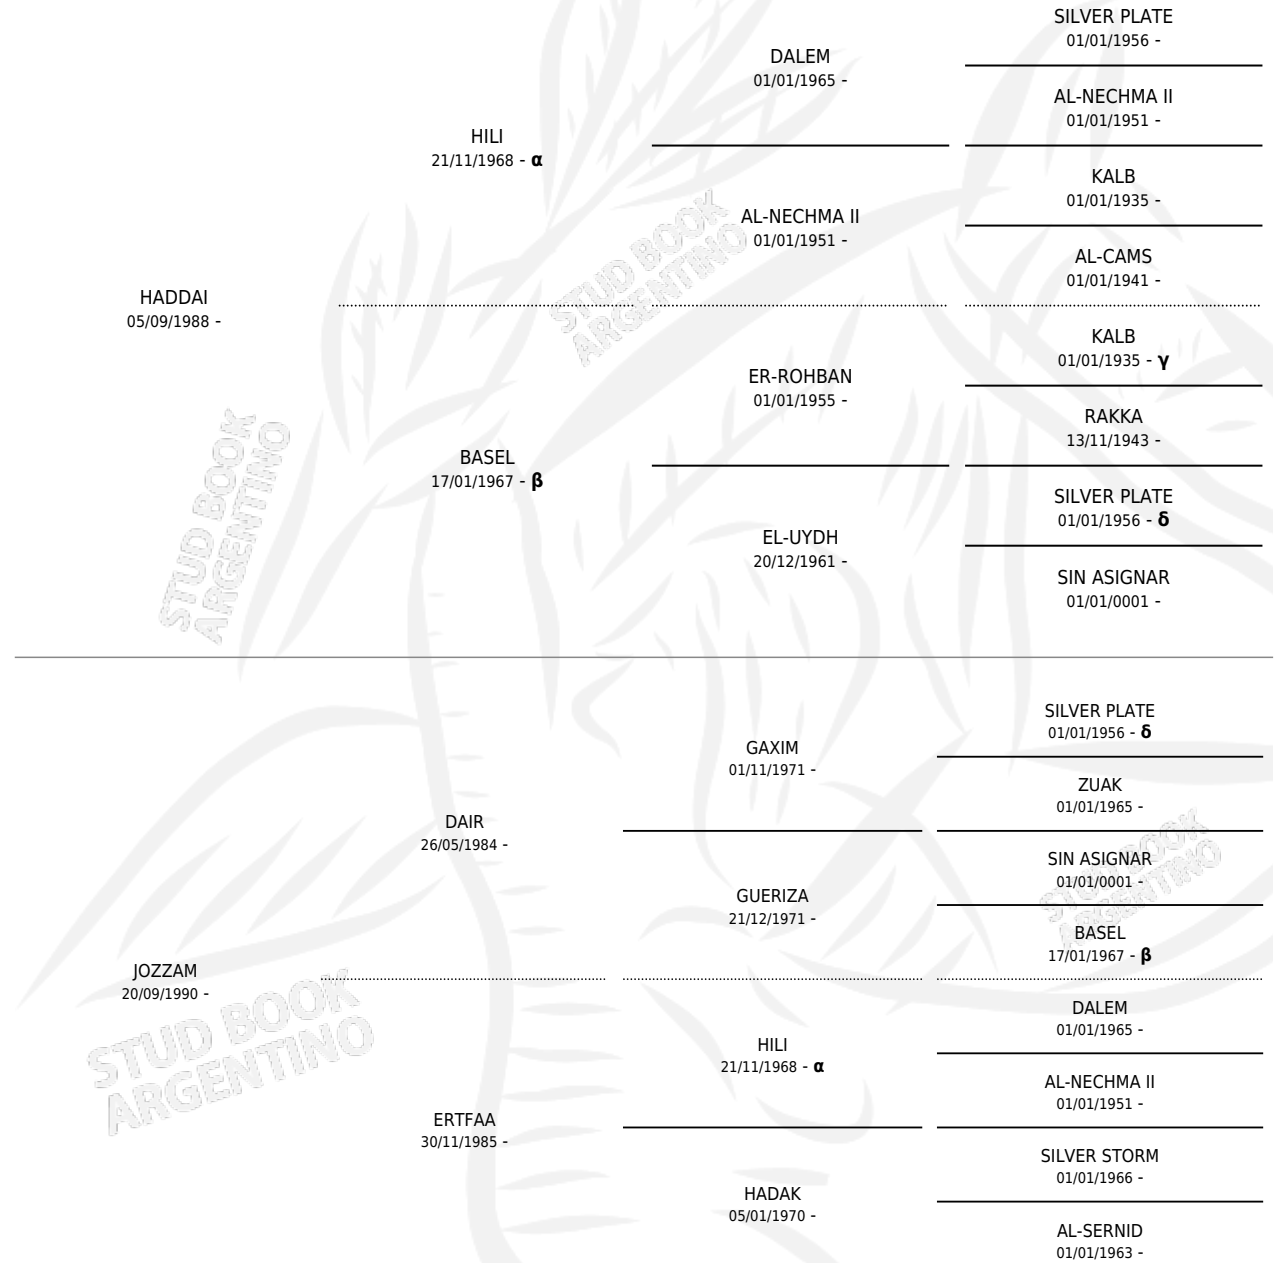 SILVER PLATE
01/01/1956 -
DALEM
01/01/1965 -
AL-NECHMA II
01/01/1951 -
HILI
21/11/1968 - α
KALB
01/01/1935 -
AL-NECHMA II
01/01/1951 -
AL-CAMS
01/01/1941 -
STUD BOOK
ARGENTINO
HADDAI
05/09/1988 -
KALB
01/01/1935 - γ
ER-ROHBAN
01/01/1955 -
RAKKA
13/11/1943 -
BASEL
17/01/1967 - β
SILVER PLATE
01/01/1956 - δ
EL-UYDH
20/12/1961 -
SIN ASIGNAR
01/01/0001 -
STUD BOOK
ARGENTINO
SILVER PLATE
01/01/1956 - δ
GAXIM
01/11/1971 -
ZUAK
01/01/1965 -
DAIR
26/05/1984 -
SIN ASIGNAR
01/01/0001 -
GUERIZA
21/12/1971 -
BASEL
17/01/1967 - β
STUD BOOK
ARGENTINO
JOZZAM
20/09/1990 -
DALEM
01/01/1965 -
HILI
21/11/1968 - α
AL-NECHMA II
01/01/1951 -
STUD BOOK
ARGENTINO
ERTFAA
30/11/1985 -
SILVER STORM
01/01/1966 -
HADAK
05/01/1970 -
AL-SERNID
01/01/1963 -